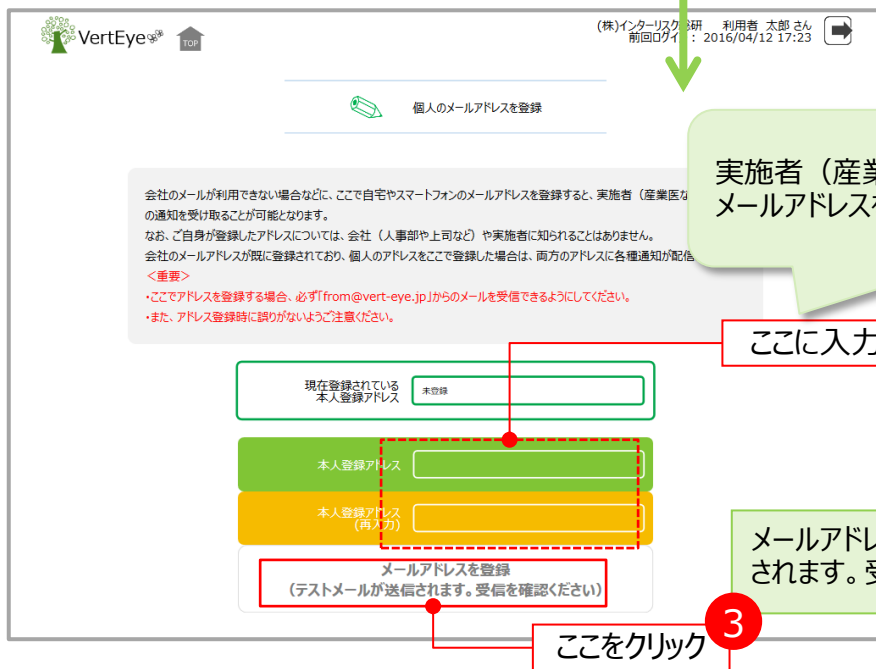 VertEye
TOP
(株)インターリスク総研 利用者 太郎 さん
前回ログイン: 2016/04/12 17:23
個人のメールアドレスを登録
実施者（産業
メールアドレスを
会社のメールが利用できない場合などに、ここで自宅やスマートフォンのメールアドレスを登録すると、実施者（産業医な
の通知を受け取ることが可能となります。
なお、ご自身が登録したアドレスについては、会社（人事部や上司など）や実施者に知られることはありません。
会社のメールアドレスが既に登録されており、個人のアドレスをここで登録した場合は、両方のアドレスに各種通知が配信
＜重要＞
・ここでアドレスを登録する場合、必ず「from@vert-eye.jp」からのメールを受信できるようにしてください。
・また、アドレス登録時に誤りがないようご注意ください。
ここに入力
現在登録されている
本人登録アドレス
未登録
本人登録アドレス
本人登録アドレス
(再入力)
メールアドレ
されます。受
メールアドレスを登録
(テストメールが送信されます。受信を確認ください)
3
ここをクリック